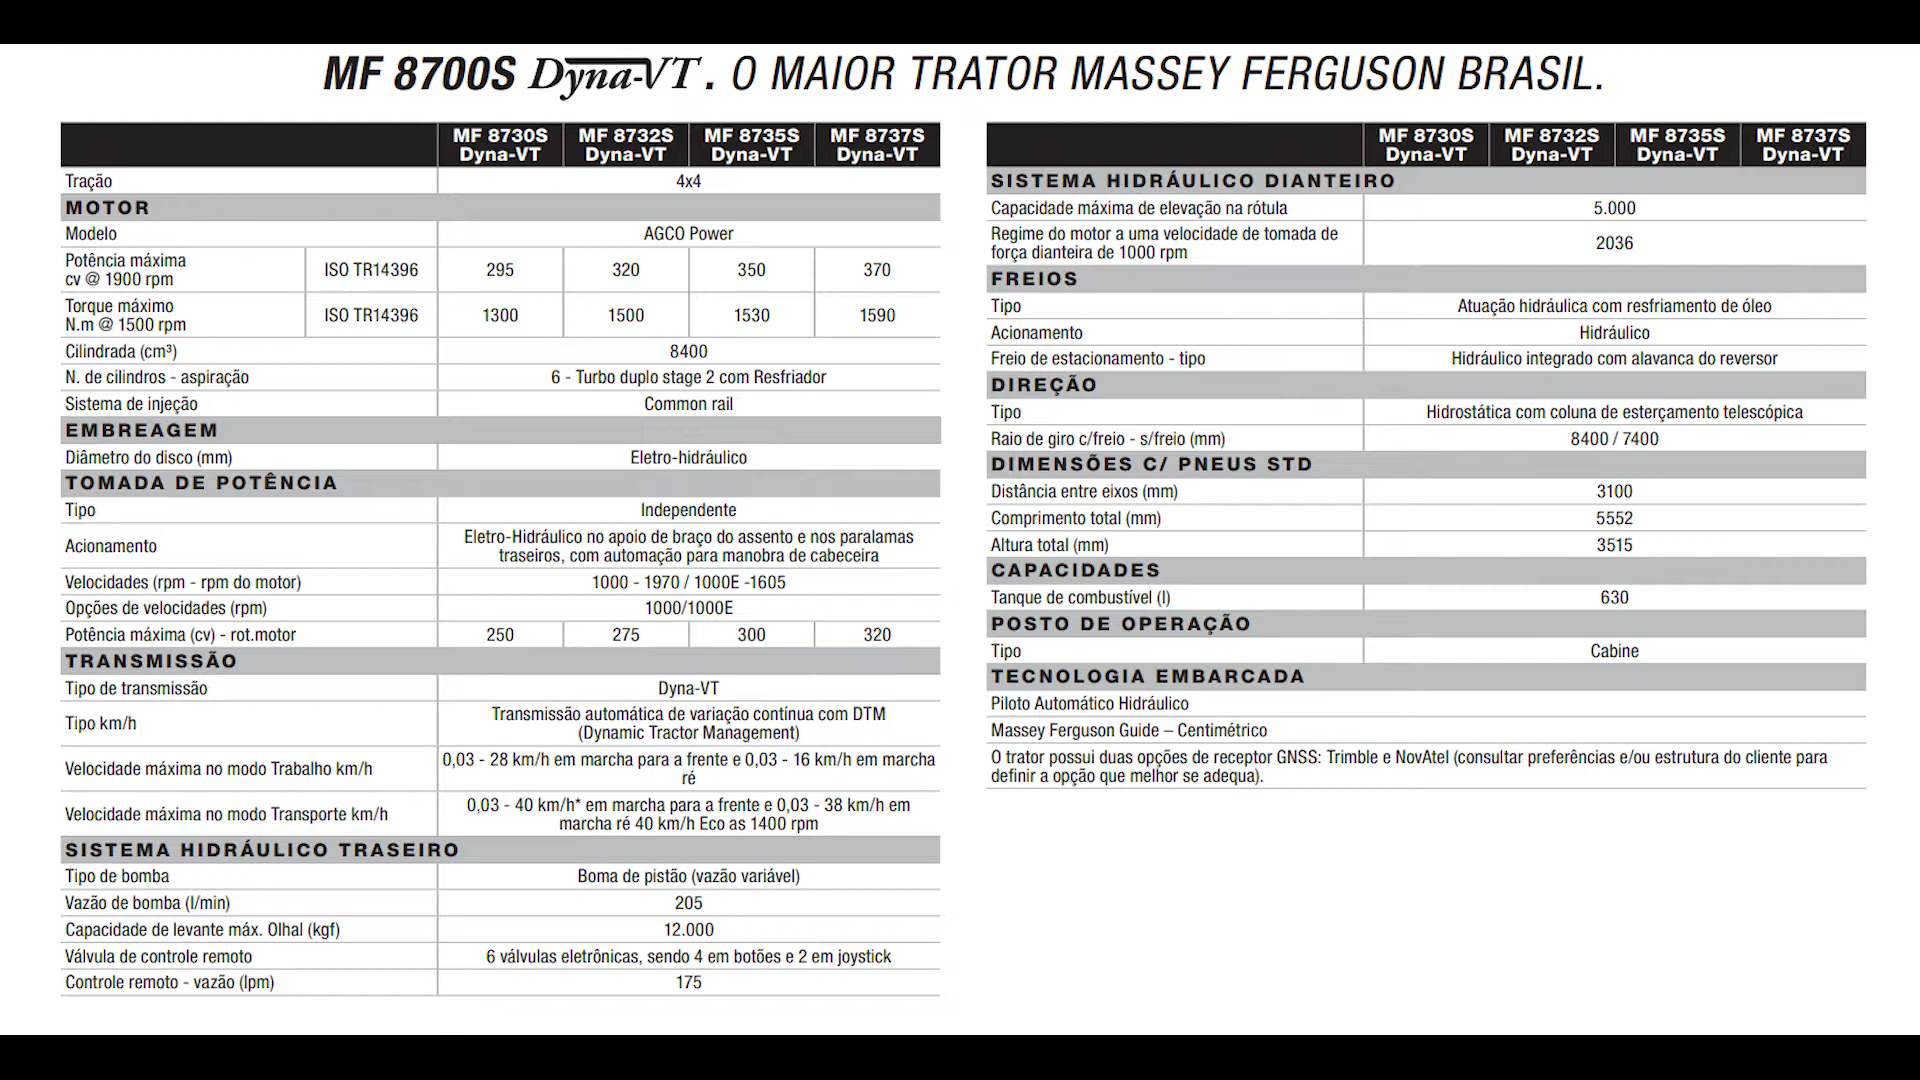 MF 8700S Dyna-VT. O MAIOR TRATOR MASSEY FERGUSON BRASIL.
MF 8730S Dyna-VT MF 8732S Dyna-VT MF 8735S Dyna-VT MF 8737S Dyna-VT
Tração 4x4
MOTOR
Modelo AGCO Power
Potência máxima
cv @ 1900 rpm ISO TR14396 295 320 350 370
Torque máximo
N.m @ 1500 rpm ISO TR14396 1300 1500 1530 1590
Cilindrada (cm³) 8400
N. de cilindros - aspiração 6 - Turbo duplo stage 2 com Resfriador
Sistema de injeção Common rail
EMBREAGEM
Diâmetro do disco (mm) Eletro-hidráulico
TOMADA DE POTÊNCIA
Tipo Independente
Acionamento Eletro-Hidráulico no apoio de braço do assento e nos paralamas
traseiros, com automação para manobra de cabeceira
Velocidades (rpm - rpm do motor) 1000 - 1970 / 1000E -1605
Opções de velocidades (rpm) 1000/1000E
Potência máxima (cv) - rot.motor 250 275 300 320
TRANSMISSÃO
Tipo de transmissão Dyna-VT
Tipo km/h Transmissão automática de variação contínua com DTM
(Dynamic Tractor Management)
Velocidade máxima no modo Trabalho km/h 0,03 - 28 km/h em marcha para a frente e 0,03 - 16 km/h em marcha
ré
Velocidade máxima no modo Transporte km/h 0,03 - 40 km/h* em marcha para a frente e 0,03 - 38 km/h em
marcha ré 40 km/h Eco as 1400 rpm
SISTEMA HIDRÁULICO TRASEIRO
Tipo de bomba Boma de pistão (vazão variável)
Vazão de bomba (l/min) 205
Capacidade de levante máx. Olhal (kgf) 12.000
Válvula de controle remoto 6 válvulas eletrônicas, sendo 4 em botões e 2 em joystick
Controle remoto - vazão (lpm) 175
MF 8730S Dyna-VT MF 8732S Dyna-VT MF 8735S Dyna-VT MF 8737S Dyna-VT
SISTEMA HIDRÁULICO DIANTEIRO
Capacidade máxima de elevação na rótula 5.000
Regime do motor a uma velocidade de tomada de
força dianteira de 1000 rpm 2036
FREIOS
Tipo Atuação hidráulica com resfriamento de óleo
Acionamento Hidráulico
Freio de estacionamento - tipo Hidráulico integrado com alavanca do reversor
DIREÇÃO
Tipo Hidrostática com coluna de esterçamento telescópica
Raio de giro c/freio - s/freio (mm) 8400 / 7400
DIMENSÕES C/ PNEUS STD
Distância entre eixos (mm) 3100
Comprimento total (mm) 5552
Altura total (mm) 3515
CAPACIDADES
Tanque de combustível (l) 630
POSTO DE OPERAÇÃO
Tipo Cabine
TECNOLOGIA EMBARCADA
Piloto Automático Hidráulico
Massey Ferguson Guide – Centimétrico
O trator possui duas opções de receptor GNSS: Trimble e NovAtel (consultar preferências e/ou estrutura do cliente para
definir a opção que melhor se adequa).